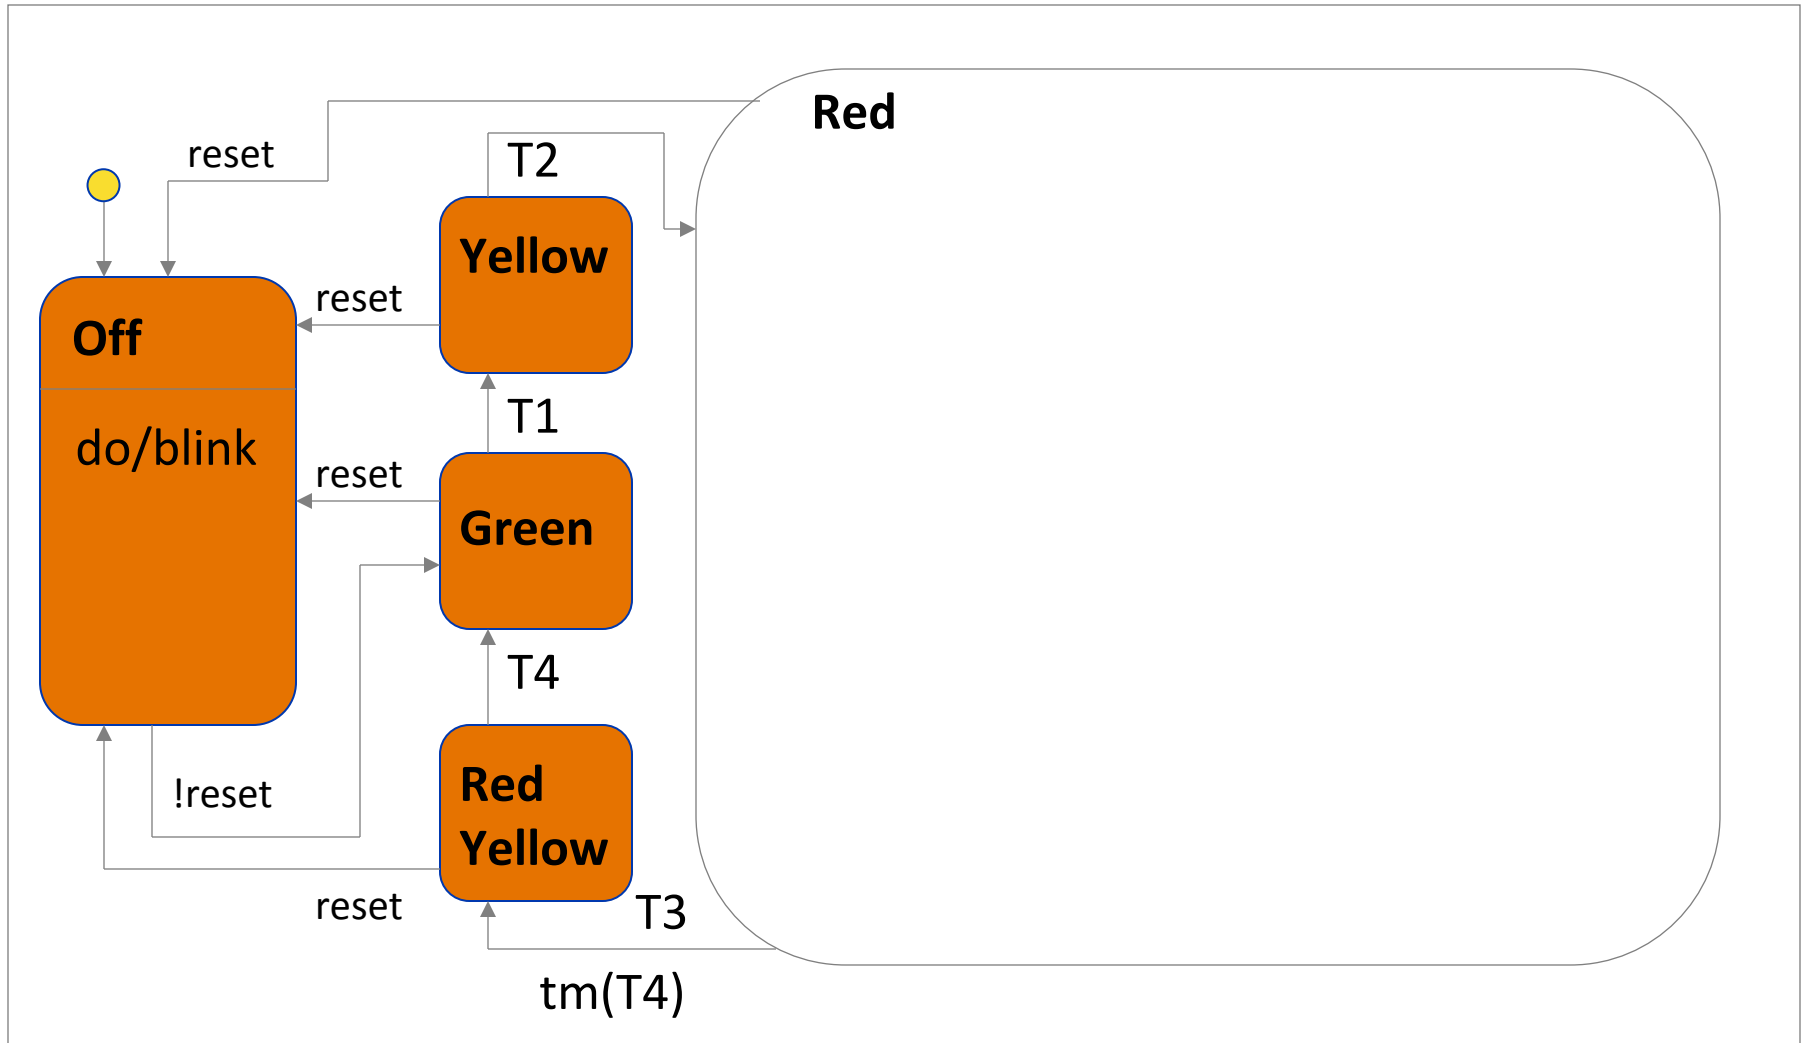 Red
reset
T2
Yellow
reset
Off
T1
do/blink
reset
Green
T4
Red
Yellow
!reset
reset
T3
tm(T4)